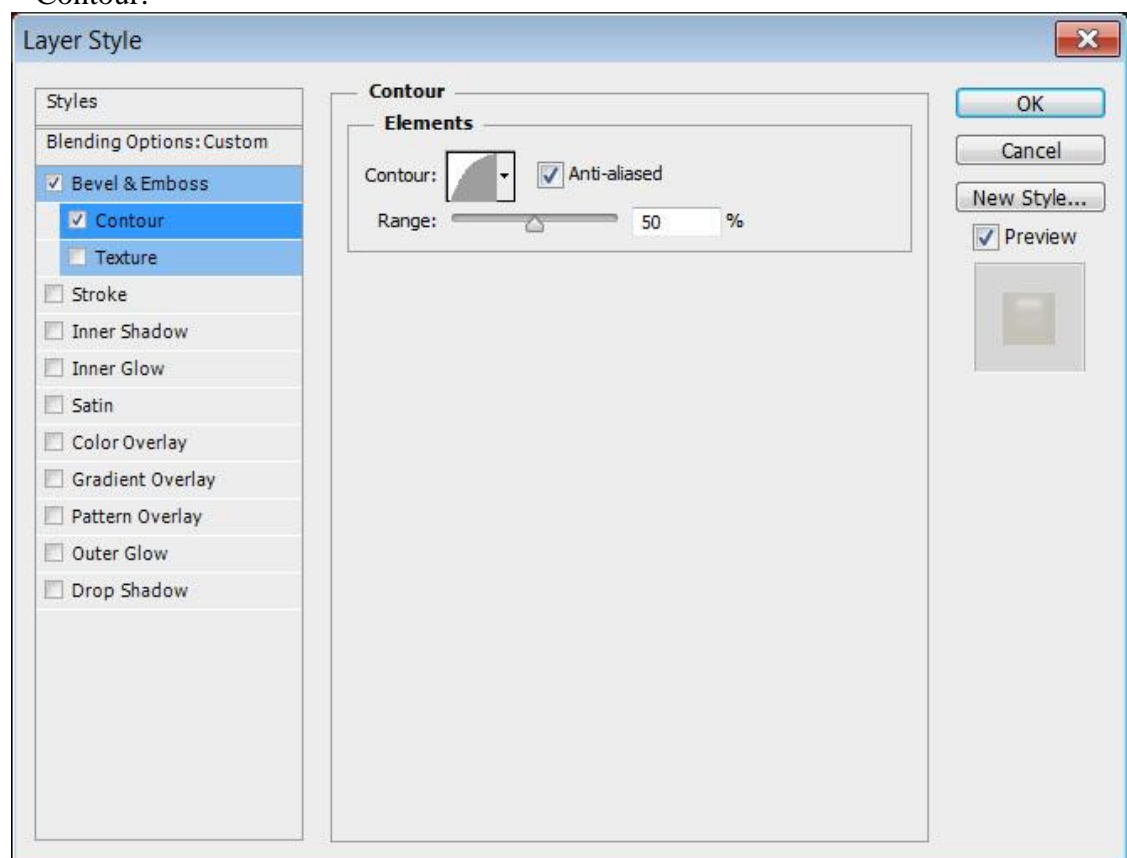 Contour:
Layer Style
Styles
Blending Options: Custom
Bevel & Emboss
Contour
Texture
Stroke
Inner Shadow
Inner Glow
Satin
Color Overlay
Gradient Overlay
Pattern Overlay
Outer Glow
Drop Shadow
Contour
Elements
Contour:
Anti-aliased
Range:
50 %
OK
Cancel
New Style...
Preview